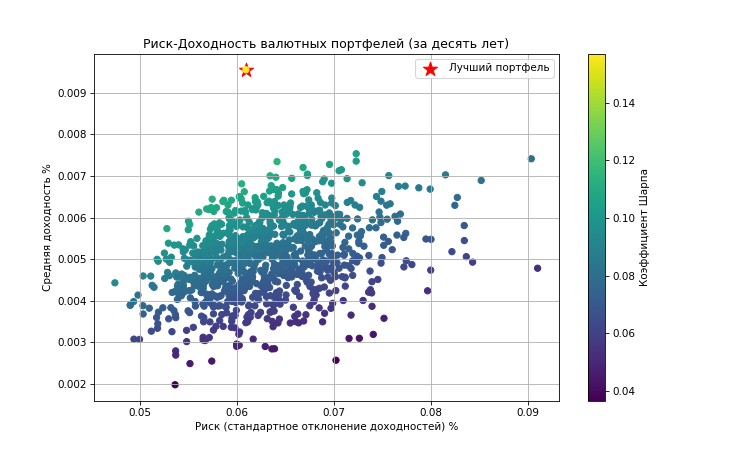 Риск-Доходность валютных портфелей (за десять лет)
Лучший портфель
Средняя доходность %
0.009
0.008
0.007
0.006
0.005
0.004
0.003
0.002
0.05 0.06 0.07 0.08 0.09
Риск (стандартное отклонение доходностей) %
0.14
0.12
0.10
0.08
0.06
0.04
Коэффициент Шарпа